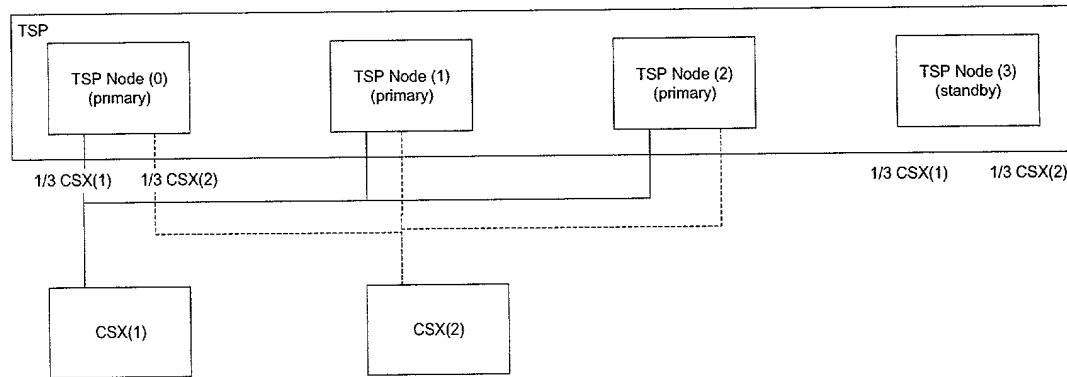 TSP
TSP Node (0)
(primary)
TSP Node (1)
(primary)
TSP Node (2)
(primary)
TSP Node (3)
(standby)
1/3 CSX(1)
1/3 CSX(2)
1/3 CSX(1)
1/3 CSX(2)
CSX(1)
CSX(2)